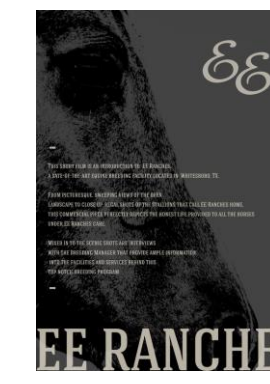 EE
This short film is an introduction to EE Ranches,
a state-of-the-art equine breeding facility located in Whitesboro, TX.
From picturesque, sweeping views of the barn,
landscape to close up, regal shots of the stallions that call EE Ranches home,
this commercial piece perfectly depicts the honest life provided to all the horses
under EE Ranches care.
Mixed in to the scenic shots are interviews
with the Breeding Manager that provide ample information
into the facilities and services behind this
top notch breeding program
EE RANCHE